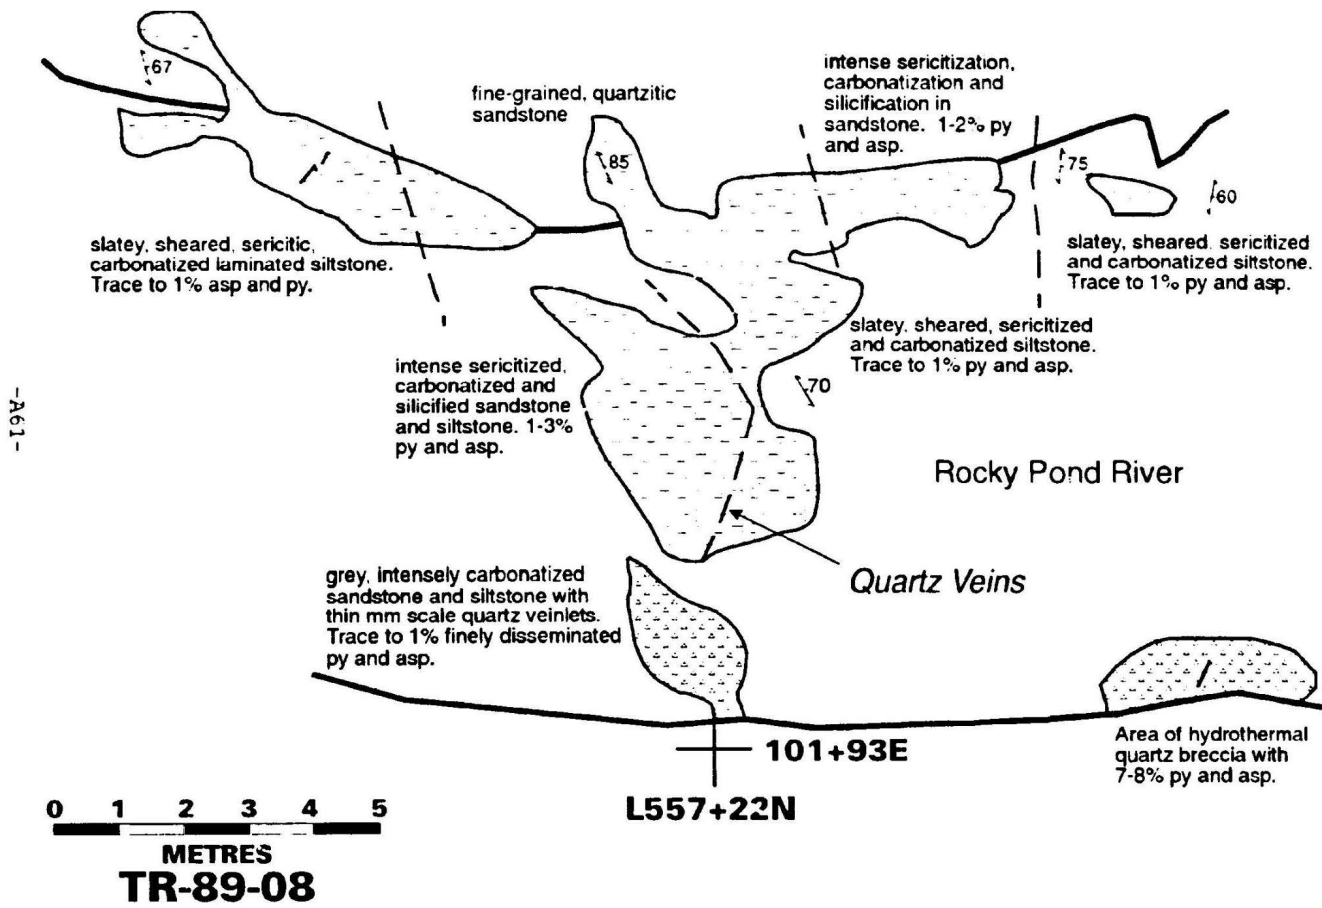 67
fine-grained, quartzitic
sandstone
intense sericitization,
carbonatization and
silicification in
sandstone. 1-2% py
and asp.
85
75
60
slatey, sheared, sericitic,
carbonatized laminated siltstone.
Trace to 1% asp and py.
slatey, sheared, sericitized
and carbonatized siltstone.
Trace to 1% py and asp.
slatey, sheared, sericitized
and carbonatized siltstone.
Trace to 1% py and asp.
intense sericitized,
carbonatized and
silicified sandstone
and siltstone. 1-3%
py and asp.
70
-A61-
Rocky Pond River
Quartz Veins
grey, intensely carbonatized
sandstone and siltstone with
thin mm scale quartz veinlets.
Trace to 1% finely disseminated
py and asp.
Area of hydrothermal
quartz breccia with
7-8% py and asp.
101+93E
L557+22N
0 1 2 3 4 5
METRES
TR-89-08